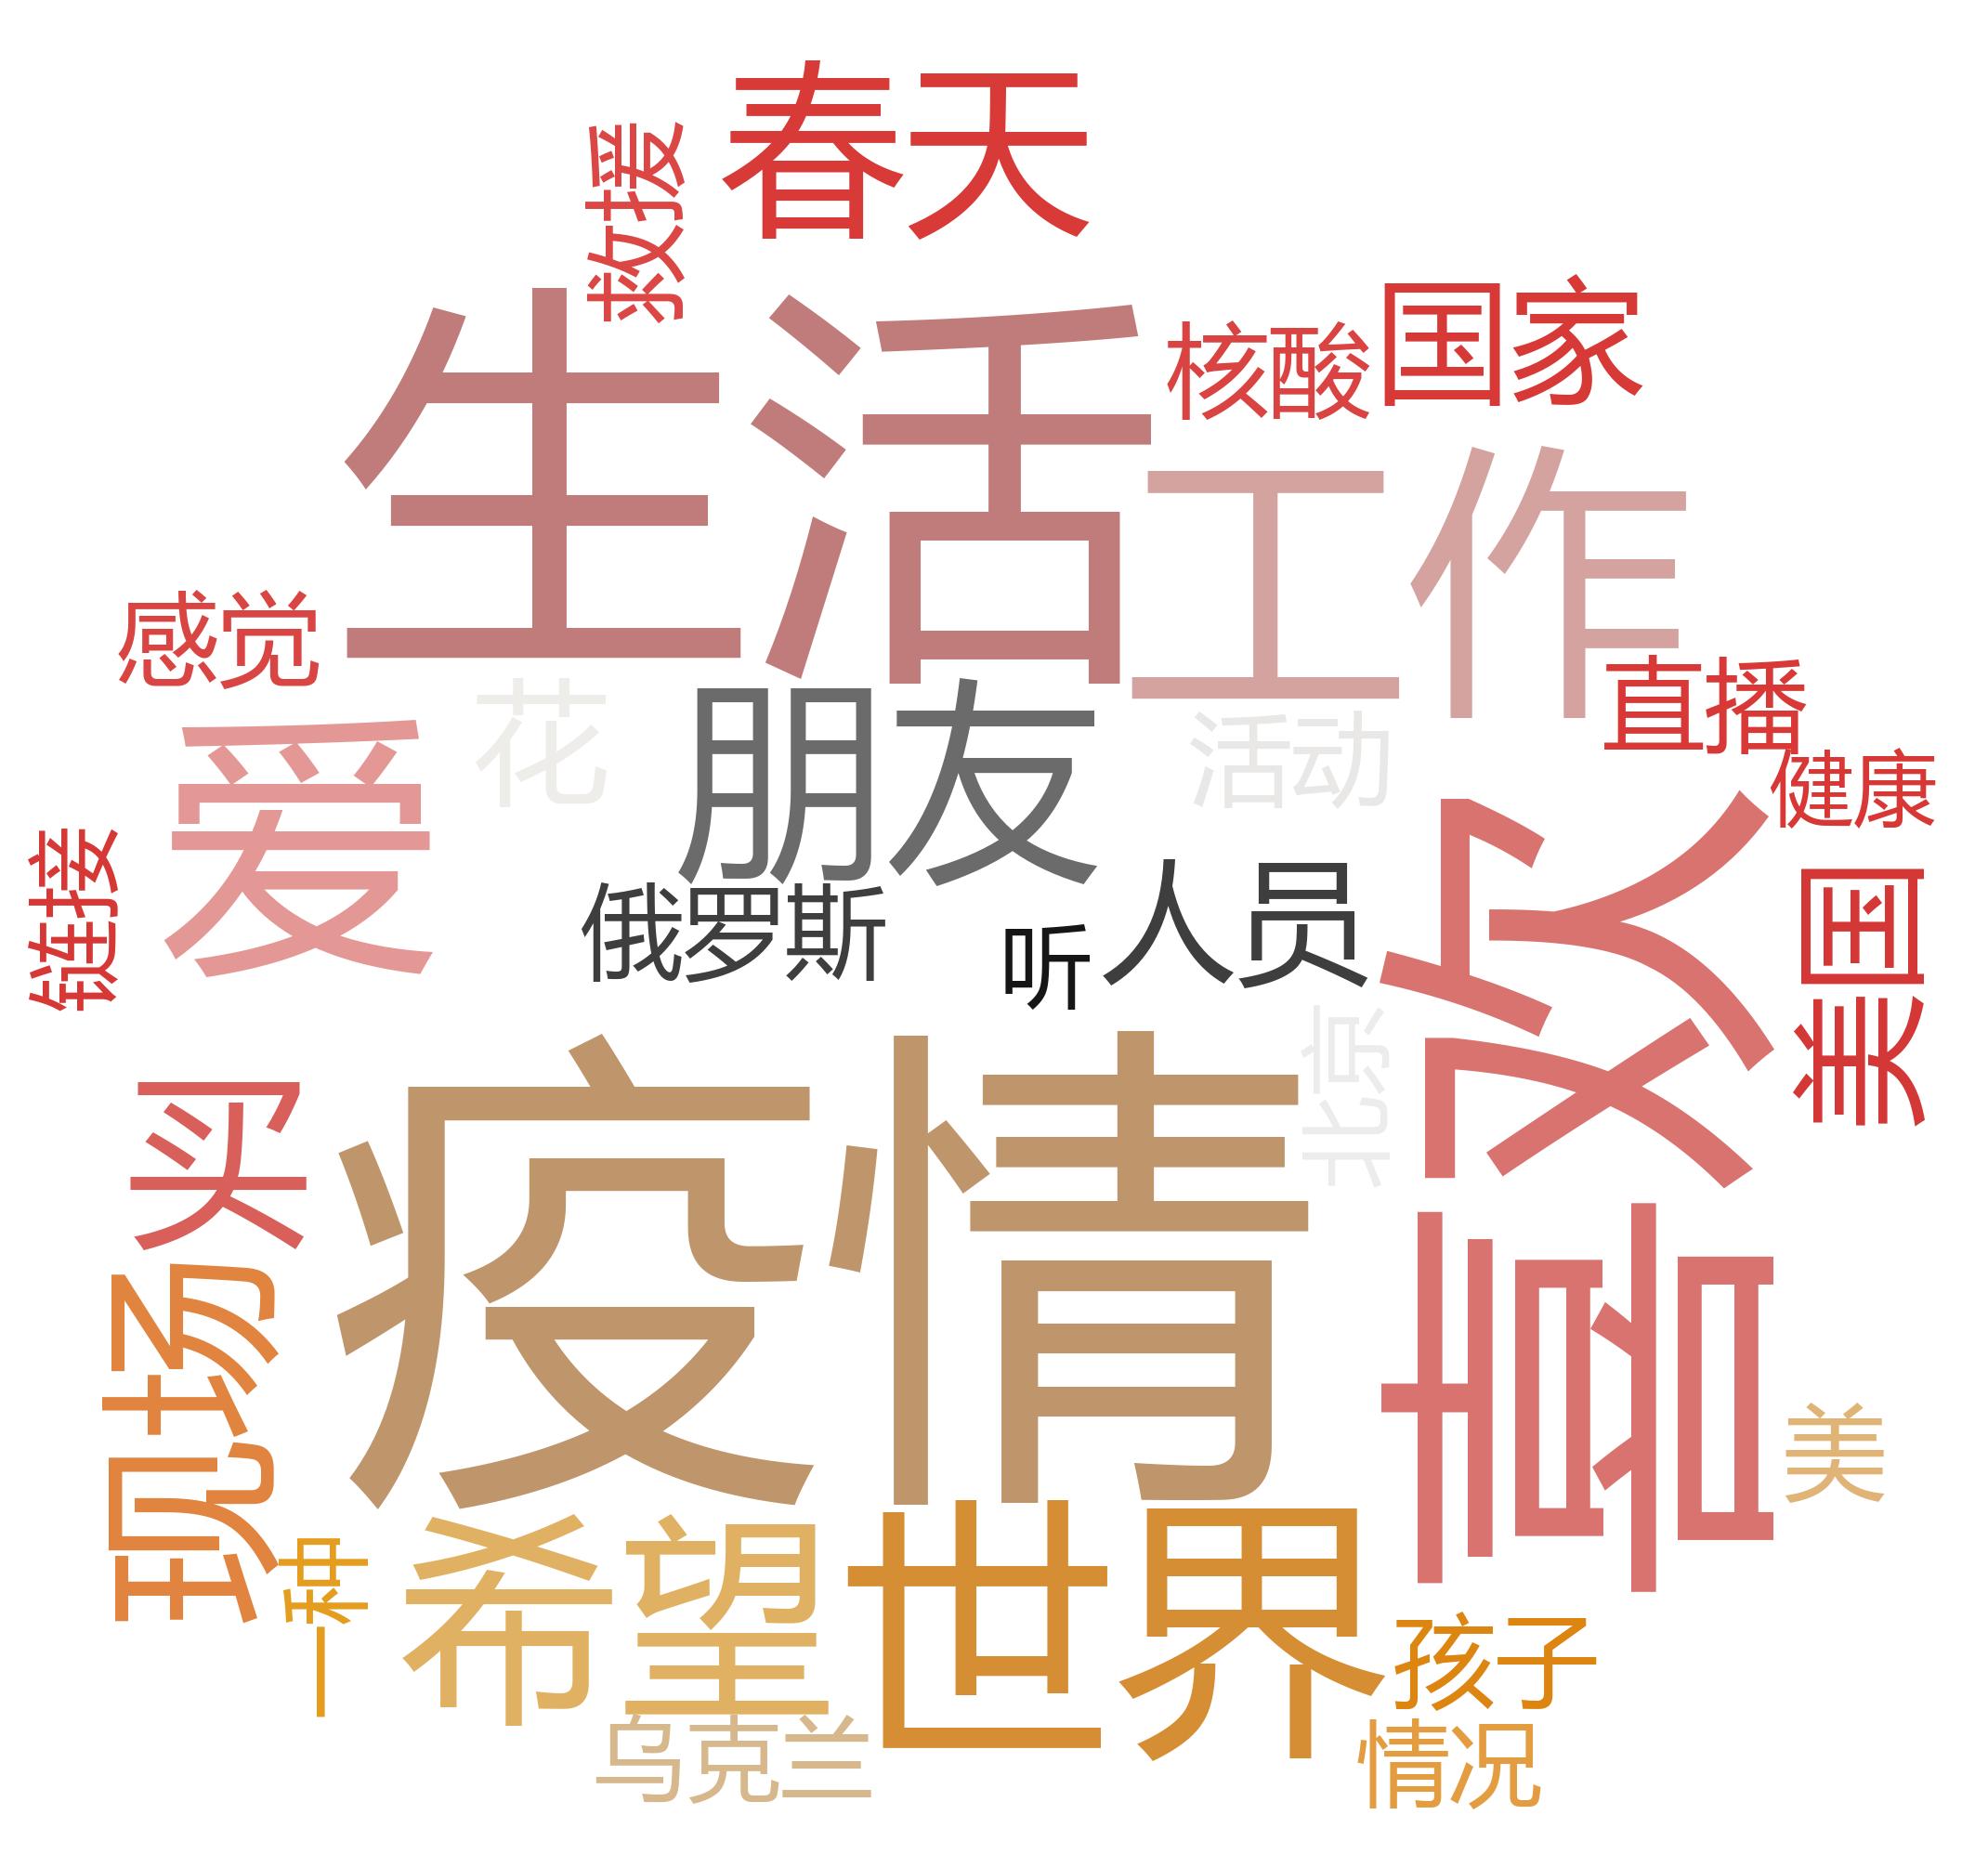 春天
救援
国家
核酸
生活
工作
感觉
直播
花
朋友
活动
爱
健康
链接
俄罗斯
听
人员
美国
北京
喜欢
买
疫情
现场
美
一种
希望
世界
孩子
乌克兰
情况